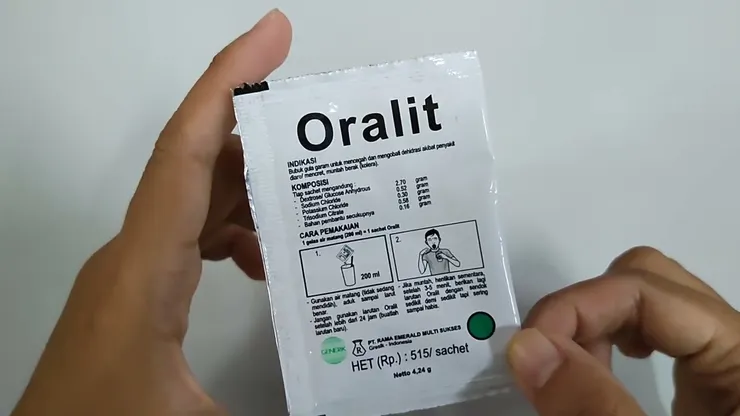 Oralit
INDIKASI
Bubuk gula garam untuk mencegah dan mengobati dehidrasi akibat penyakit
diare/ mencret, muntah berak (kolera).
KOMPOSISI
Tiap sachet mengandung :
- Dextrose/ Glucose Anhydrous 2.70 gram
- Sodium Chloride 0.52 gram
- Potassium Chloride 0.30 gram
- Trisodium Citrate 0.58 gram
- Bahan pembantu secukupnya 0.16 gram
CARA PEMAKAIAN
1 gelas air matang (200 ml) = 1 sachet Oralit
1.
200 ml
2.
- Gunakan air matang (tidak sedang
mendidih), aduk sampai larut
benar.
- Jangan gunakan larutan Oralit
setelah lebih dari 24 jam (buatlah
larutan baru).
- Jika muntah, hentikan sementara,
setelah 3-5 menit, berikan lagi
larutan Oralit dengan sendok
sedikit demi sedikit tapi sering
sampai habis.
GENERIK
R
PT. RAMA EMERALD MULTI SUKSES
Gresik - Indonesia
HET (Rp.) : 515/ sachet
Netto 4,24 g